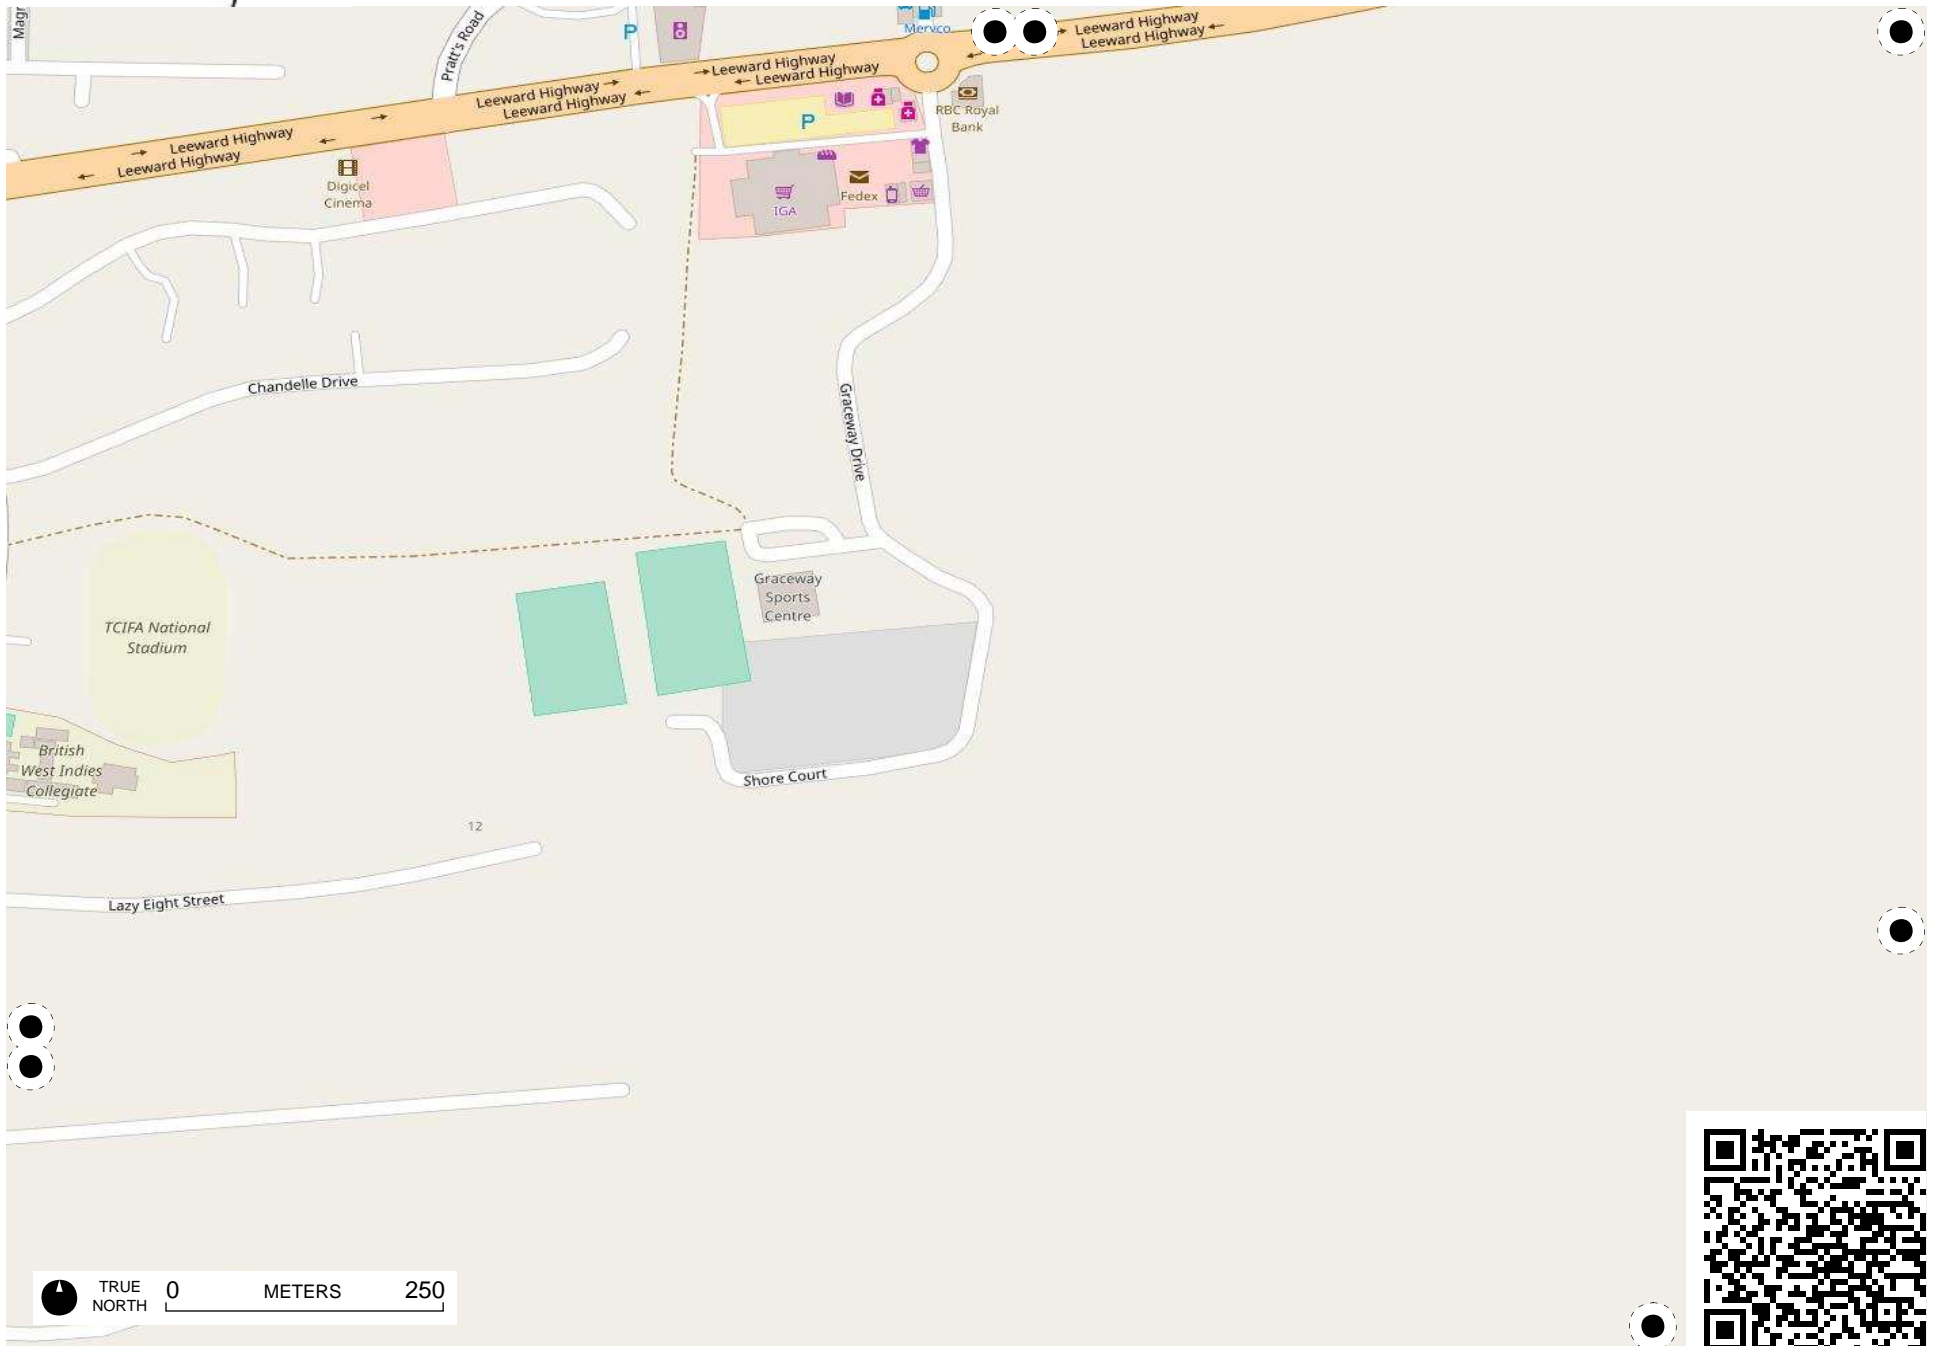 Magr
Pratt's Road
P
Mervco
Leeward Highway
Leeward Highway
Leeward Highway
Leeward Highway
Leeward Highway
Leeward Highway
Leeward Highway
Leeward Highway
P
RBC Royal
Bank
Digicel
Cinema
Fedex
IGA
Chandelle Drive
Graceway Drive
Graceway
Sports
Centre
TCIFA National
Stadium
British
West Indies
Collegiate
Shore Court
12
Lazy Eight Street
TRUE
NORTH
0 METERS 250